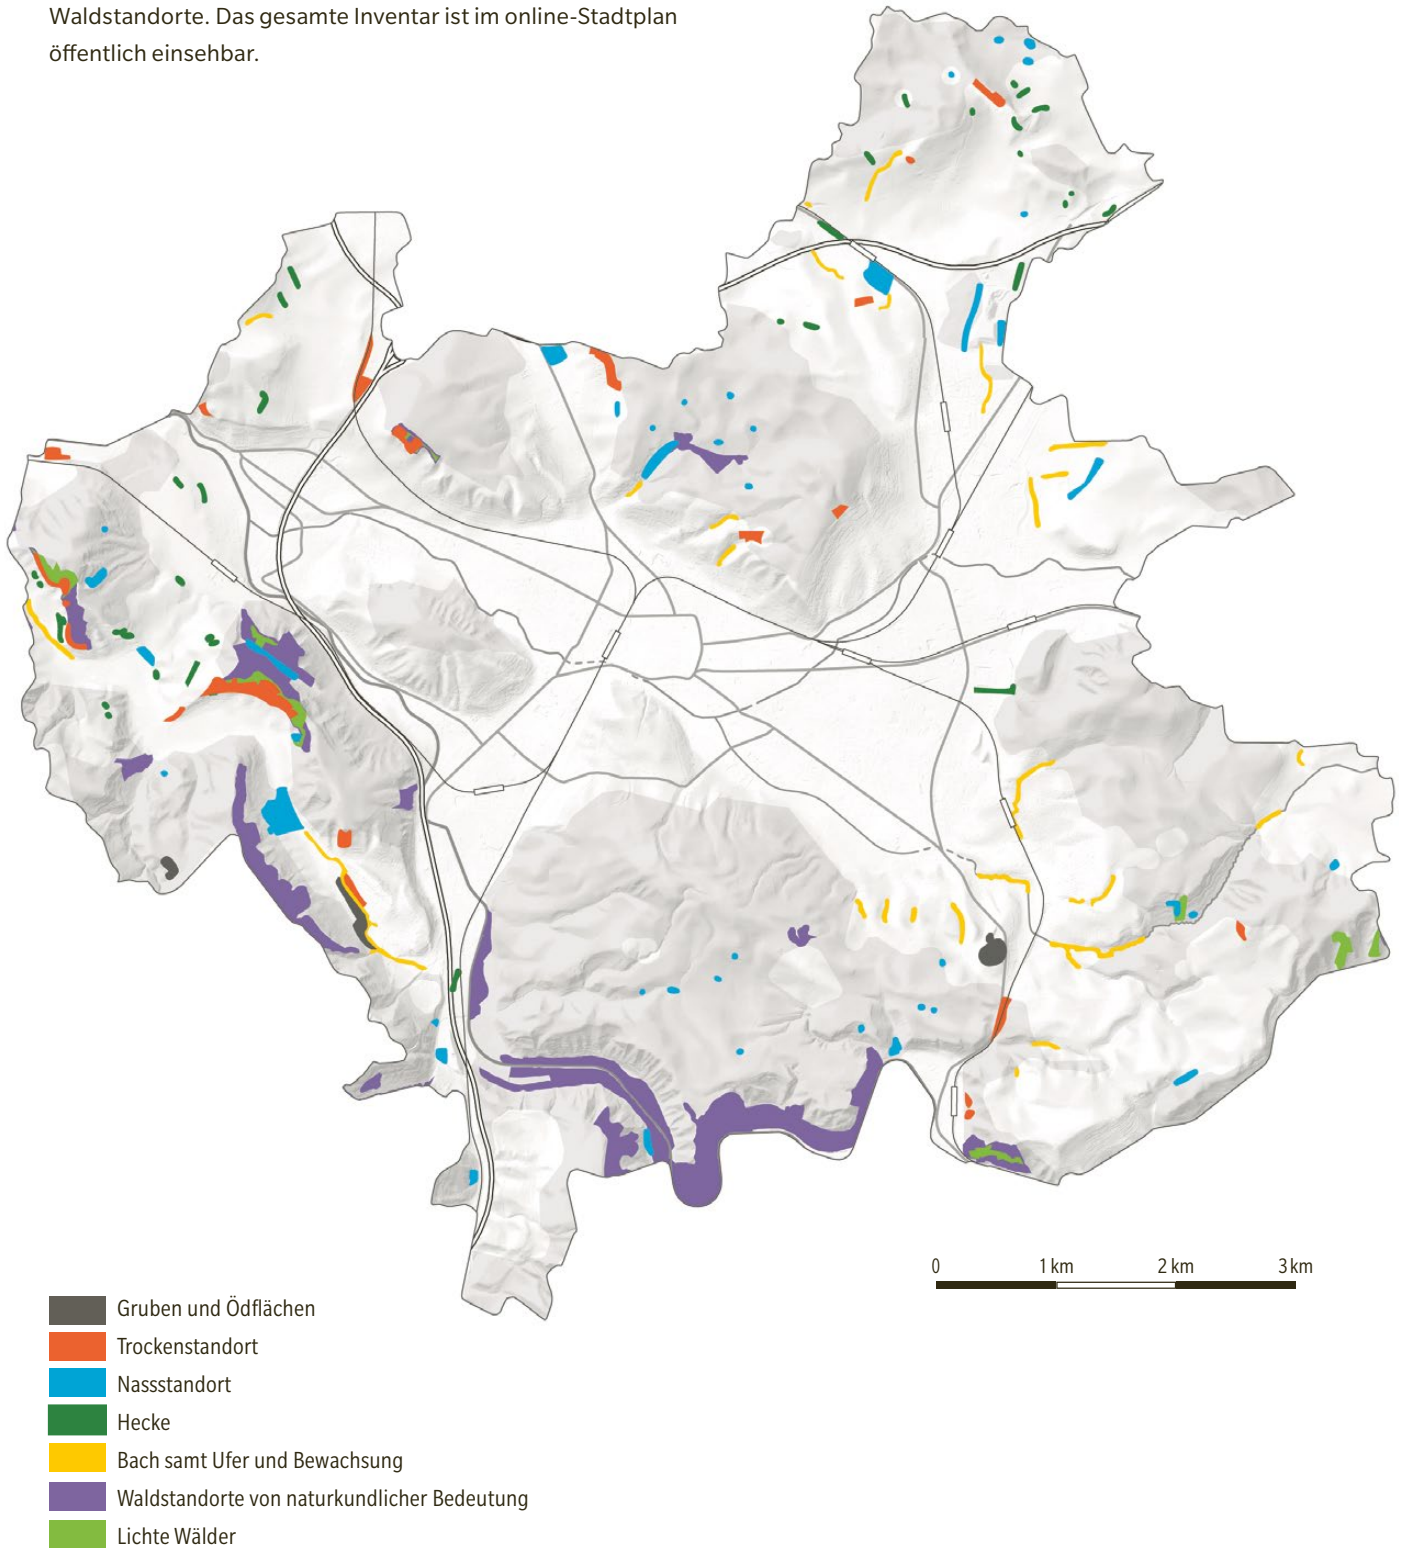 Waldstandorte. Das gesamte Inventar ist im online-Stadtplan
öffentlich einsehbar.
0 1 km 2 km 3 km
Gruben und Ödflächen
Trockenstandort
Nassstandort
Hecke
Bach samt Ufer und Bewachsung
Waldstandorte von naturkundlicher Bedeutung
Lichte Wälder